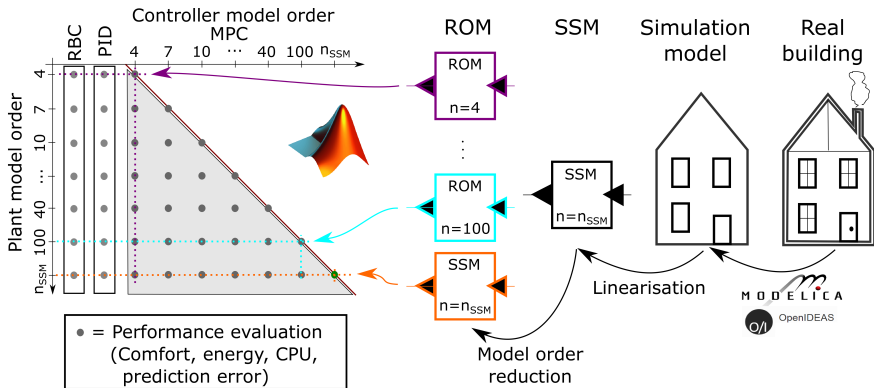 Controller model order
MPC
RBC
PID
4 7 10 ... 40 100 nSSM
Plant model order
4
7
10
...
40
100
nSSM
= Performance evaluation
(Comfort, energy, CPU,
prediction error)
ROM
ROM
n=4
...
ROM
n=100
SSM
n=nSSM
Model order
reduction
SSM
SSM
n=nSSM
Linearisation
Simulation
model
Real
building
MODELICA
O/I OpenIDEAS